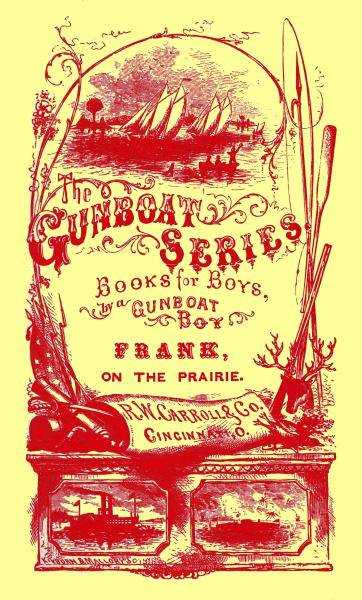 The
GUNBOAT
SERIES.
BOOKS for BOYS,
by a GUNBOAT
BOY
FRANK,
ON THE PRAIRIE.
R.W. CARROLL & CO.
CINCINNATI, O.